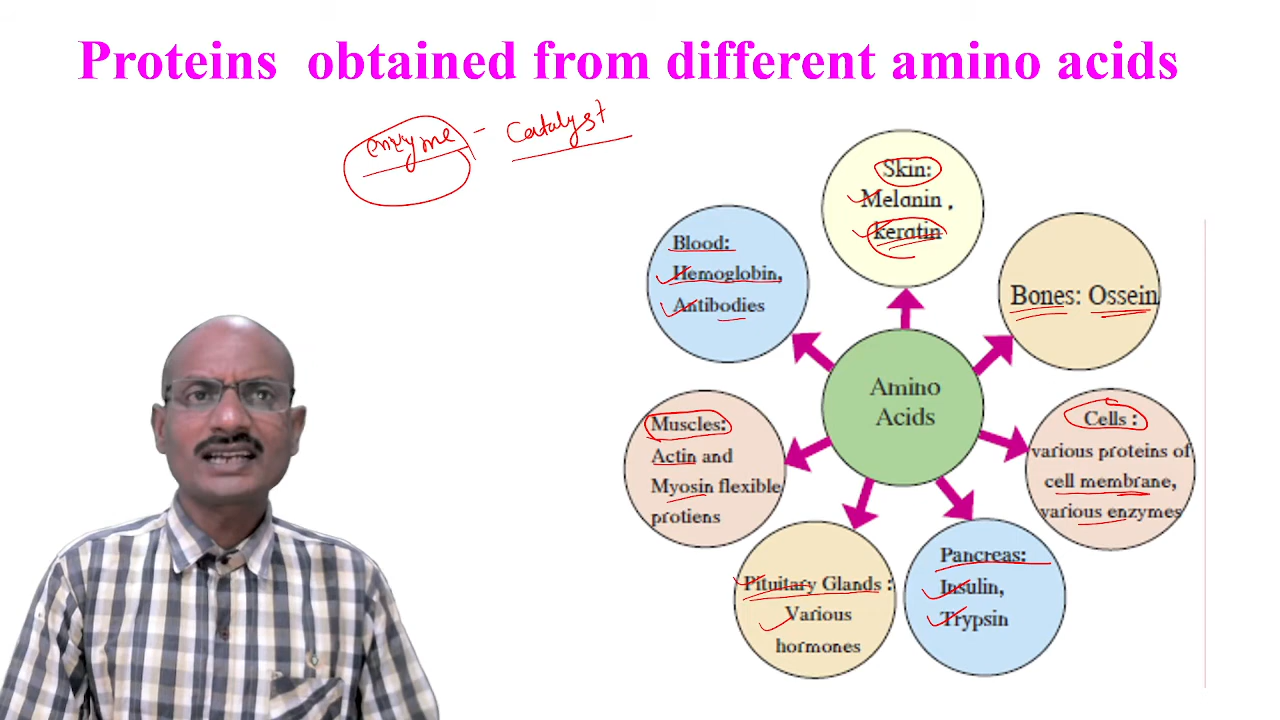 Proteins obtained from different amino acids
enzyme - Catalyst
Skin:
Melanin ,
keratin
Blood:
Hemoglobin,
Antibodies
Bones: Ossein
Amino
Acids
Muscles:
Actin and
Myosin flexible
protiens
Cells :
various proteins of
cell membrane,
various enzymes
Pituitary Glands :
Various
hormones
Pancreas:
Insulin,
Trypsin